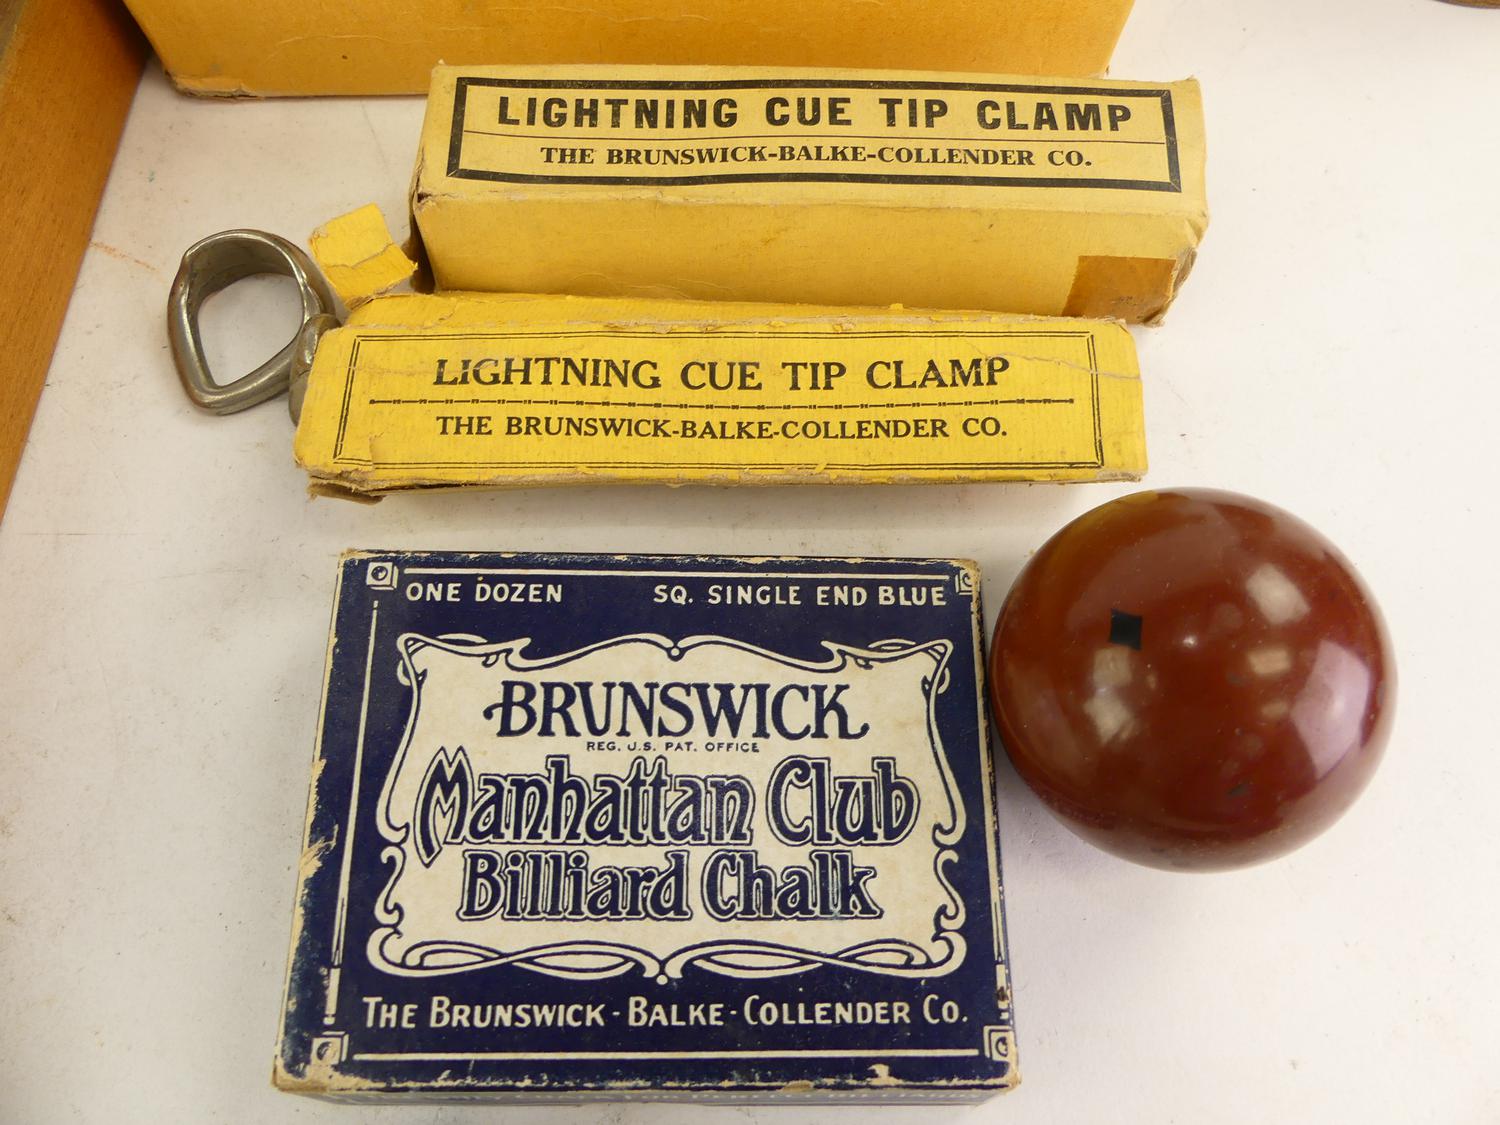 LIGHTNING CUE TIP CLAMP
THE BRUNSWICK-BALKE-COLLENDER CO.
LIGHTNING CUE TIP CLAMP
THE BRUNSWICK-BALKE-COLLENDER CO.
ONE DOZEN SQ. SINGLE END BLUE
BRUNSWICK
REG. U.S. PAT. OFFICE
Manhattan Club
Billiard Chalk
THE BRUNSWICK-BALKE-COLLENDER CO.